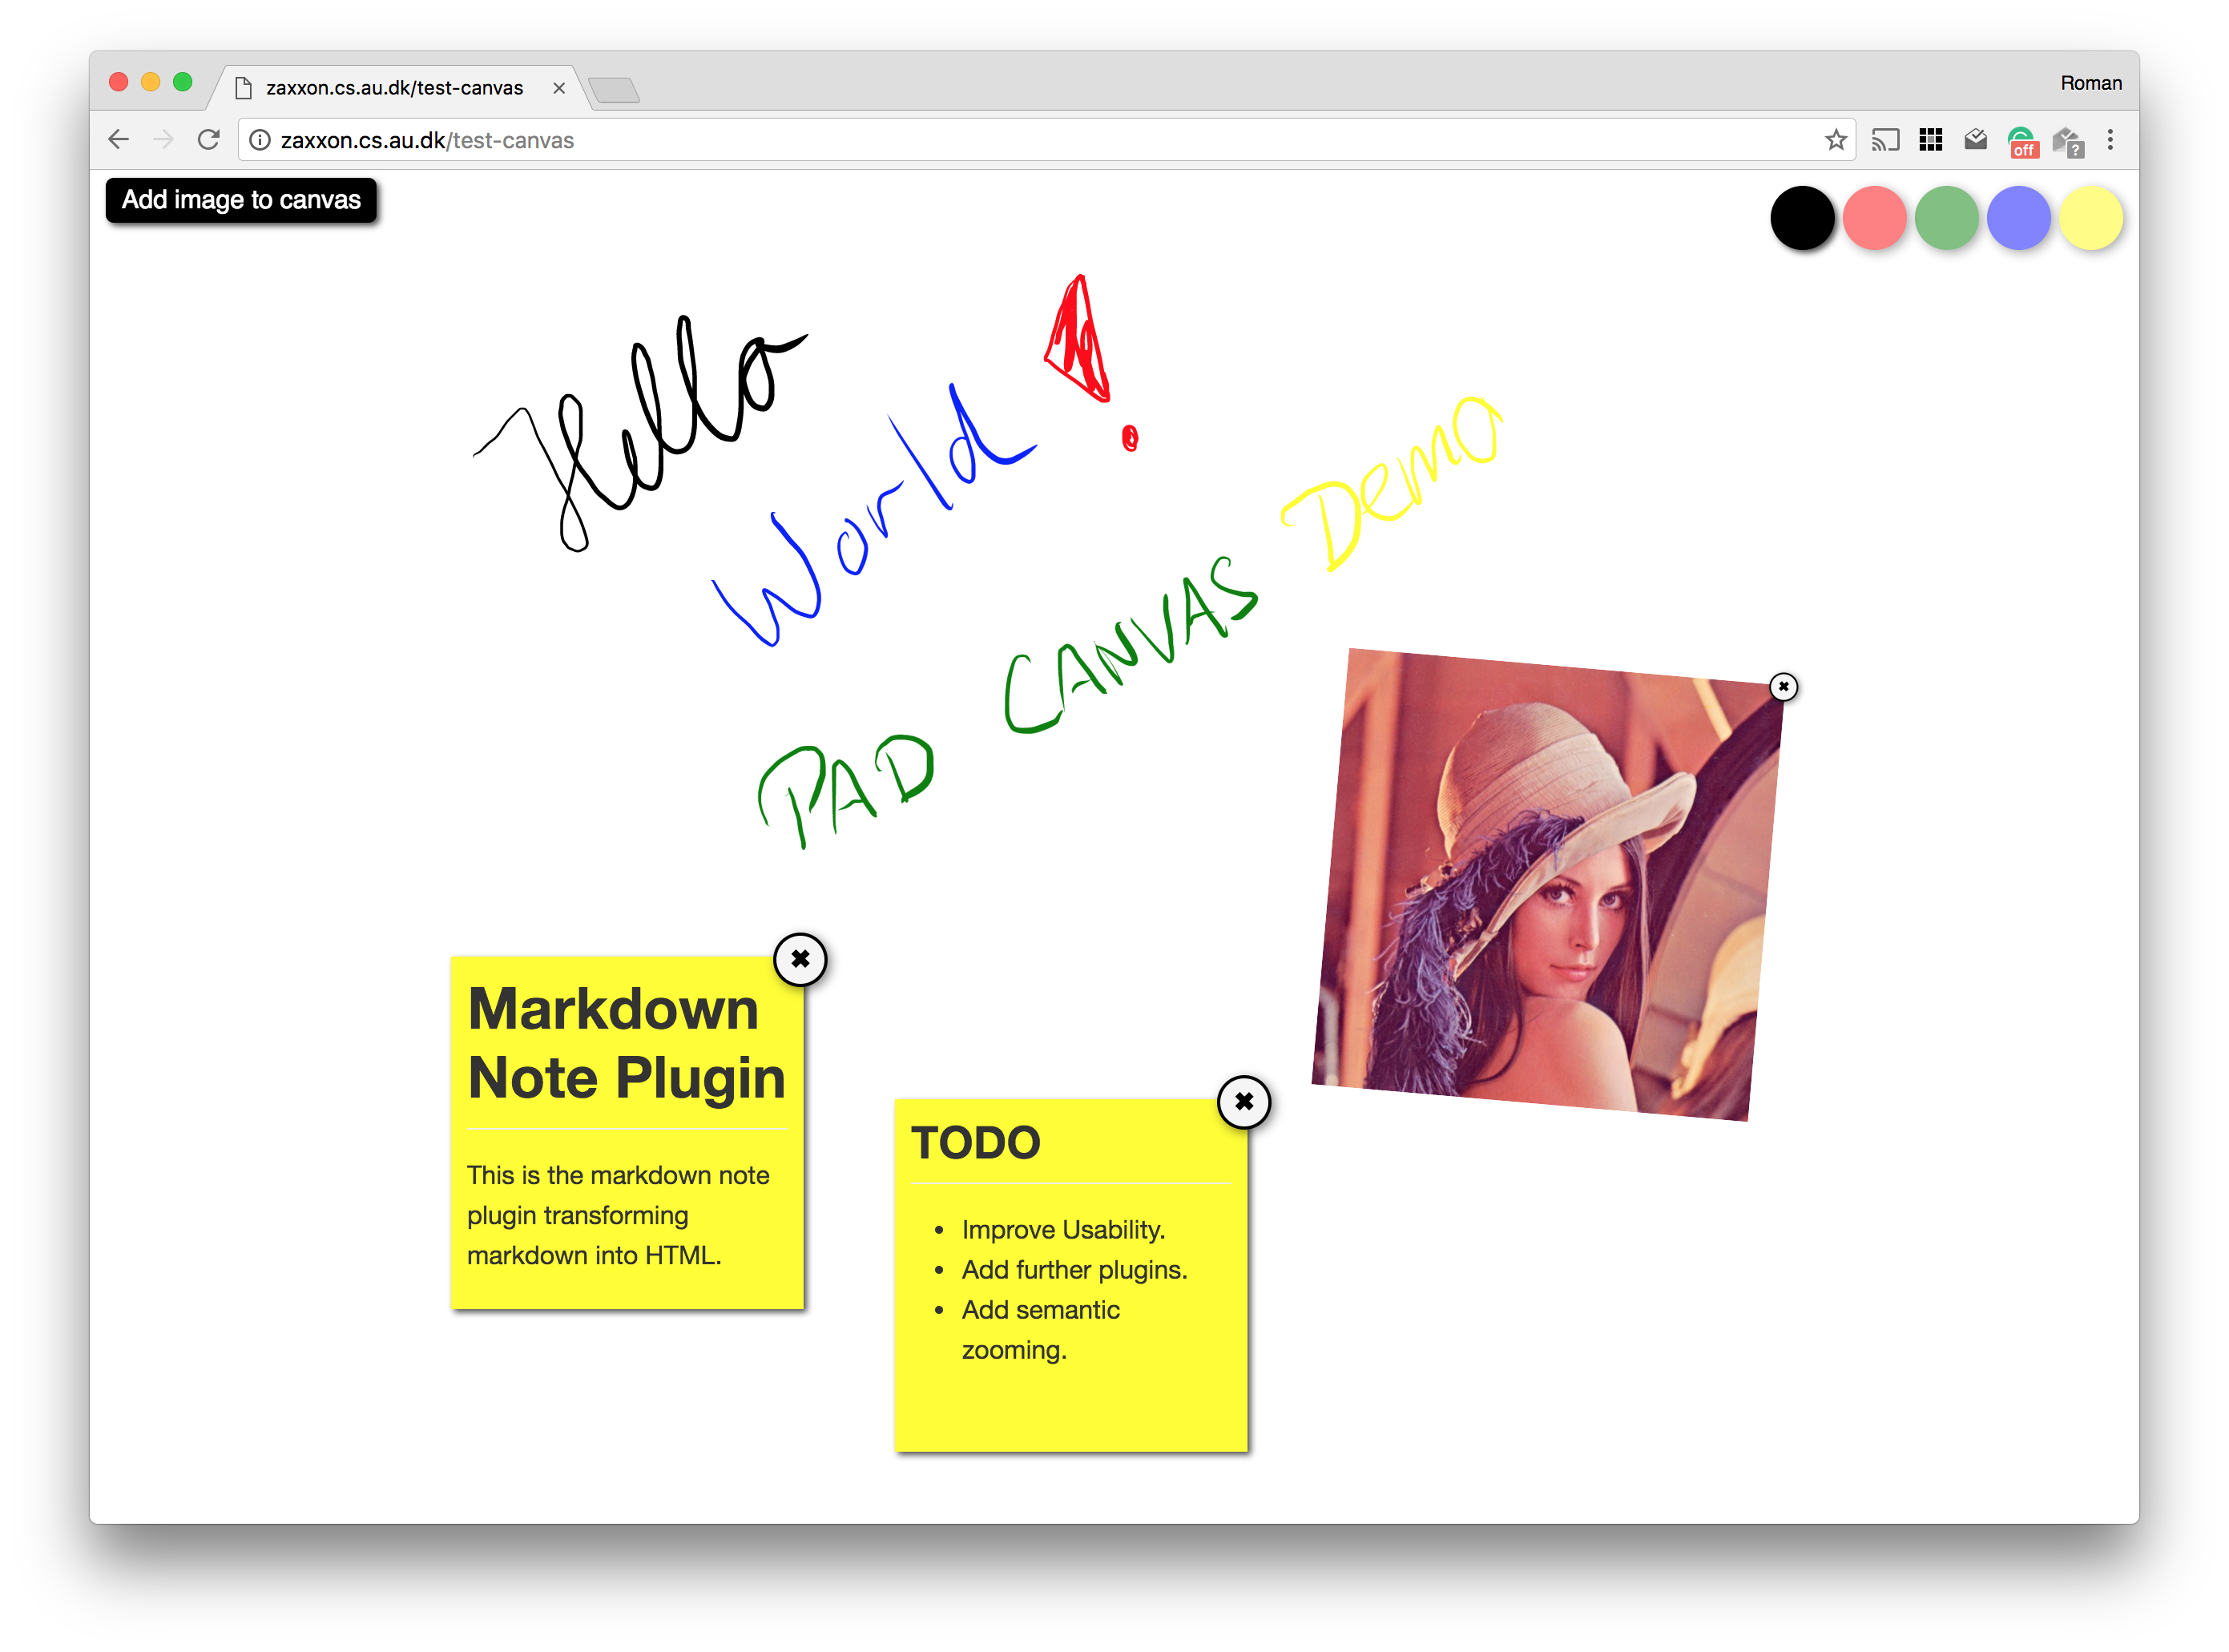 Roman
zaxxon.cs.au.dk/test-canvas
zaxxon.cs.au.dk/test-canvas
off
?
Add image to canvas
Hello
World !
Demo
PAD CANVAS
Markdown
Note Plugin
This is the markdown note
plugin transforming
markdown into HTML.
TODO
• Improve Usability.
• Add further plugins.
• Add semantic
zooming.